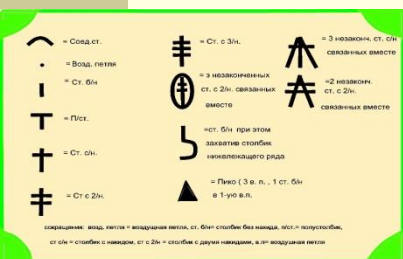 = Соед.ст.
= Возд. петля
= Ст. б/н
= П/ст.
= Ст. с/н.
= Ст с 2/н.
= Ст. с 3/н.
= э незаконченных
ст. с 2/н. связанных
вместе
=ст. б/н при этом
захватив столбик
нижележащего ряда
= Пико ( 3 в. п. , 1 ст. б/н
в 1-ую в.п.
= 3 незаконч. ст. с/н
связанных вместе
=2 незаконч.
ст. с 2/н.
связанных вместе
сокращения: возд. петля = воздушная петля, ст. б/н= столбик без накида, п/ст.= полустолбик,
ст с/н = столбик с накидом, ст с 2/н = столбик с двумя накидами, в.п= воздушная петля